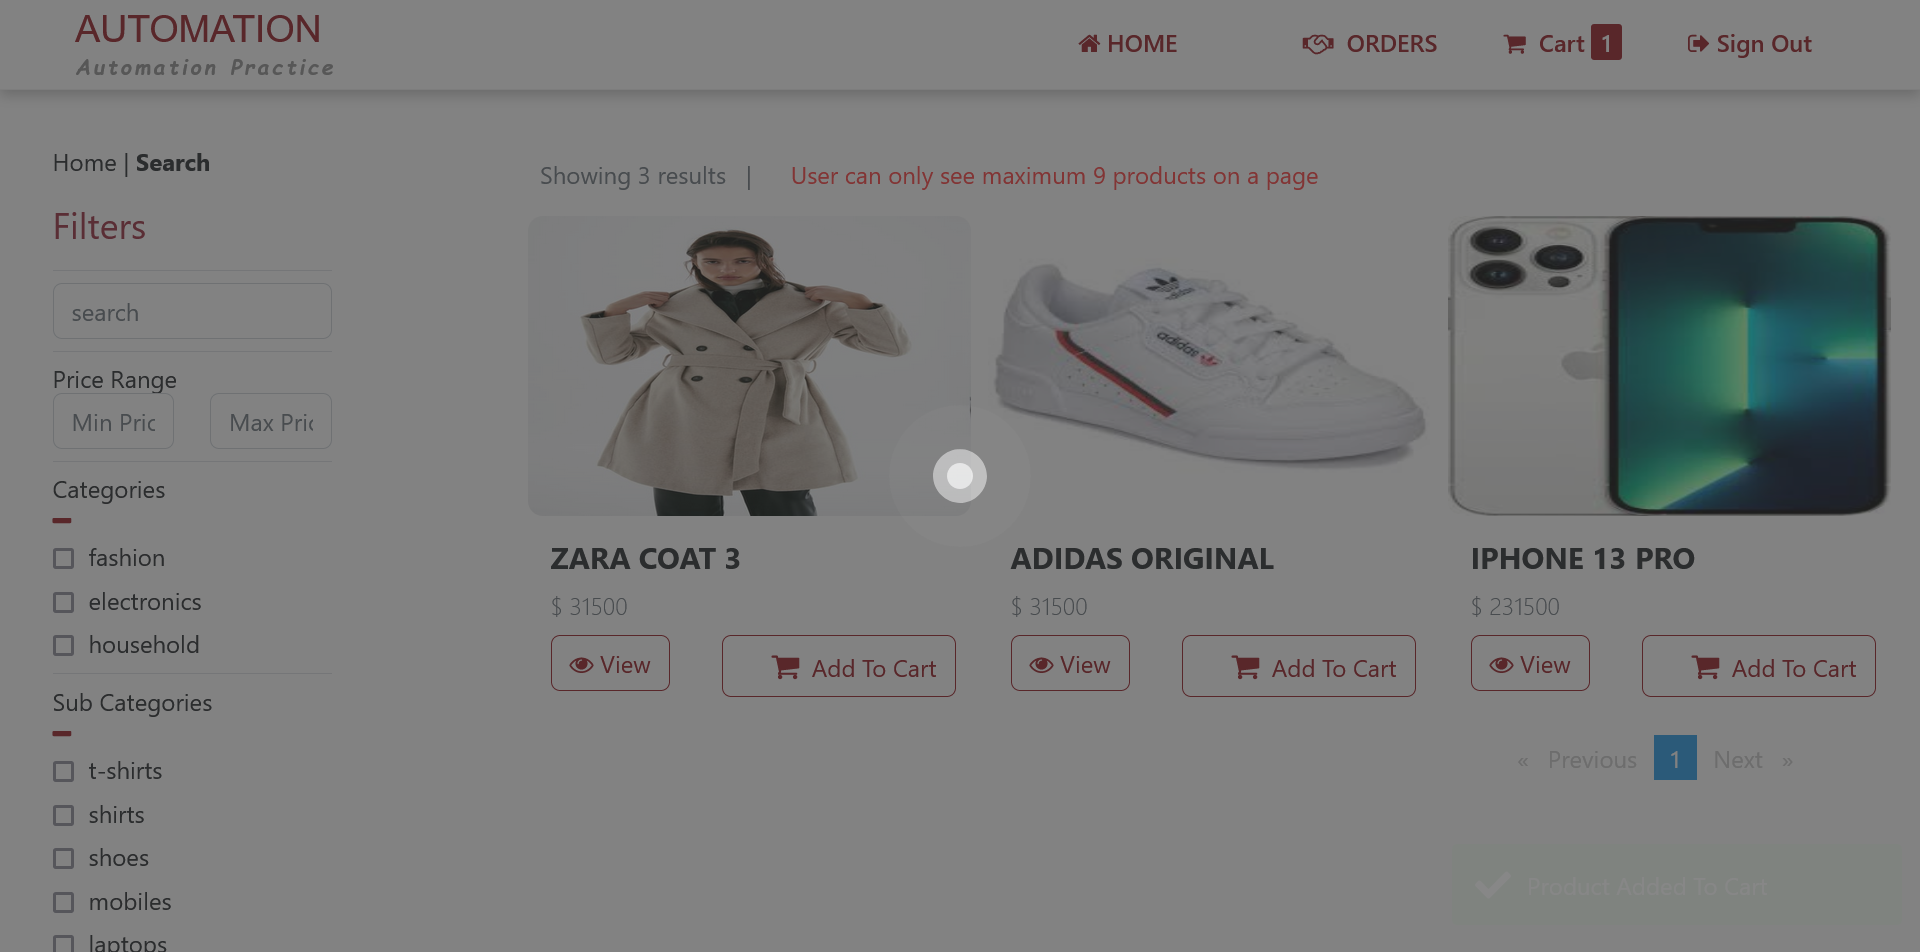 AUTOMATION
Automation Practice
HOME
ORDERS
Cart 1
Sign Out
Home | Search
Showing 3 results |
User can only see maximum 9 products on a page
Filters
search
Price Range
Min Pric
Max Pric
Categories
fashion
electronics
household
Sub Categories
t-shirts
shirts
shoes
mobiles
laptops
adidas
adidas
ZARA COAT 3
$ 31500
View
Add To Cart
ADIDAS ORIGINAL
$ 31500
View
Add To Cart
IPHONE 13 PRO
$ 231500
View
Add To Cart
« Previous 1 Next »
Product Added To Cart